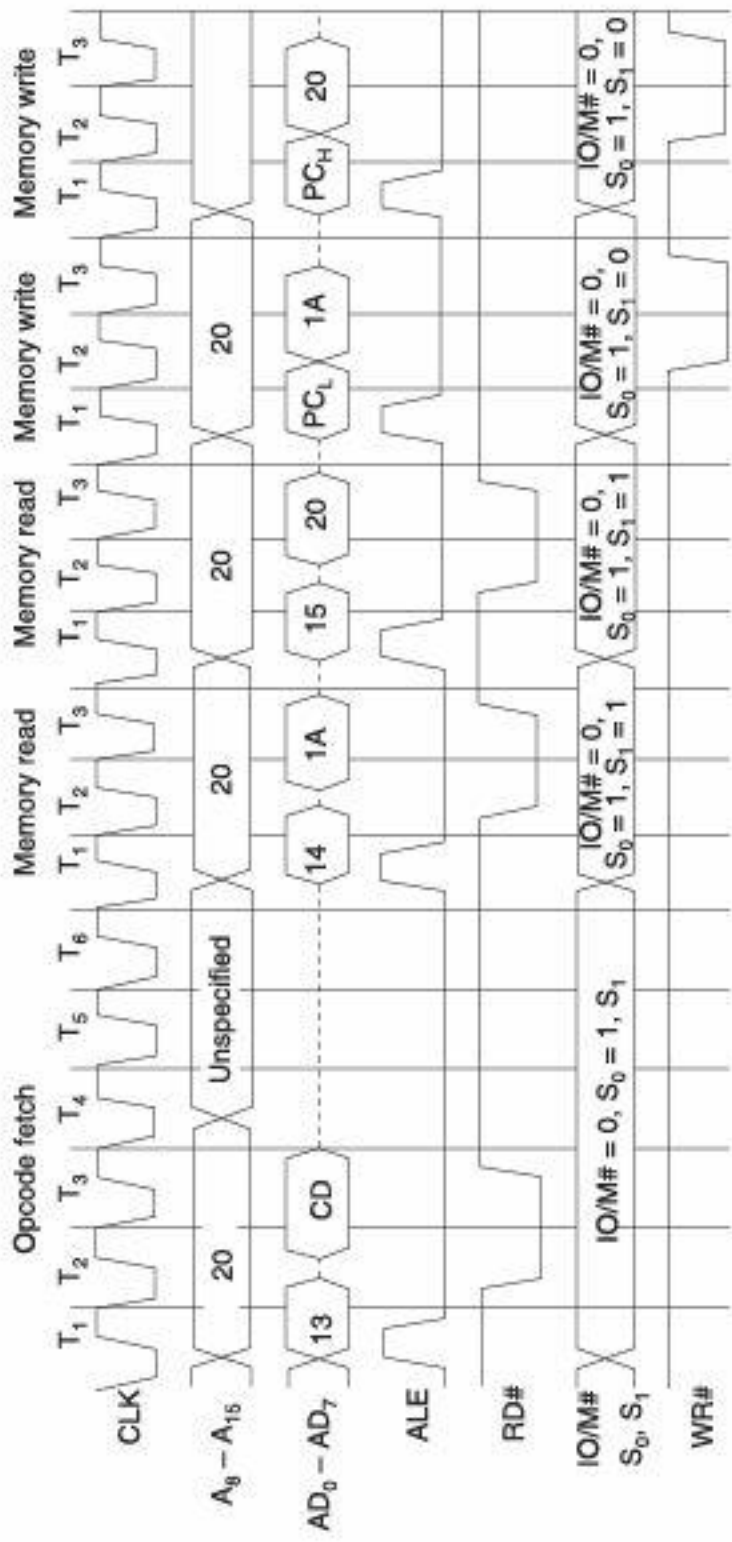 Opcode fetch Memory read Memory read Memory write Memory write
T1 T2 T3 T4 T5 T6 T1 T2 T3 T1 T2 T3 T1 T2 T3 T1 T2 T3
CLK
A8 – A15 20 Unspecified 20 20 20
AD0 – AD7 13 CD 14 1A 15 20 PCL 1A PCH 20
ALE
RD#
IO/M# IO/M# = 0, S0 = 1, S1 IO/M# = 0, IO/M# = 0, IO/M# = 0, IO/M# = 0,
S0, S1 S0 = 1, S1 = 1 S0 = 1, S1 = 1 S0 = 1, S1 = 0 S0 = 1, S1 = 0
WR#